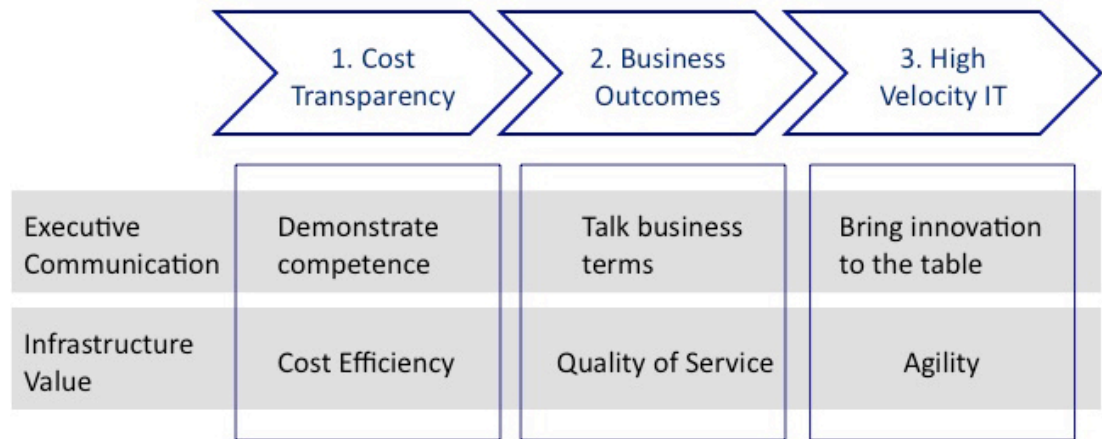 1. Cost
Transparency
2. Business
Outcomes
3. High
Velocity IT
Executive
Communication
Demonstrate
competence
Talk business
terms
Bring innovation
to the table
Infrastructure
Value
Cost Efficiency
Quality of Service
Agility